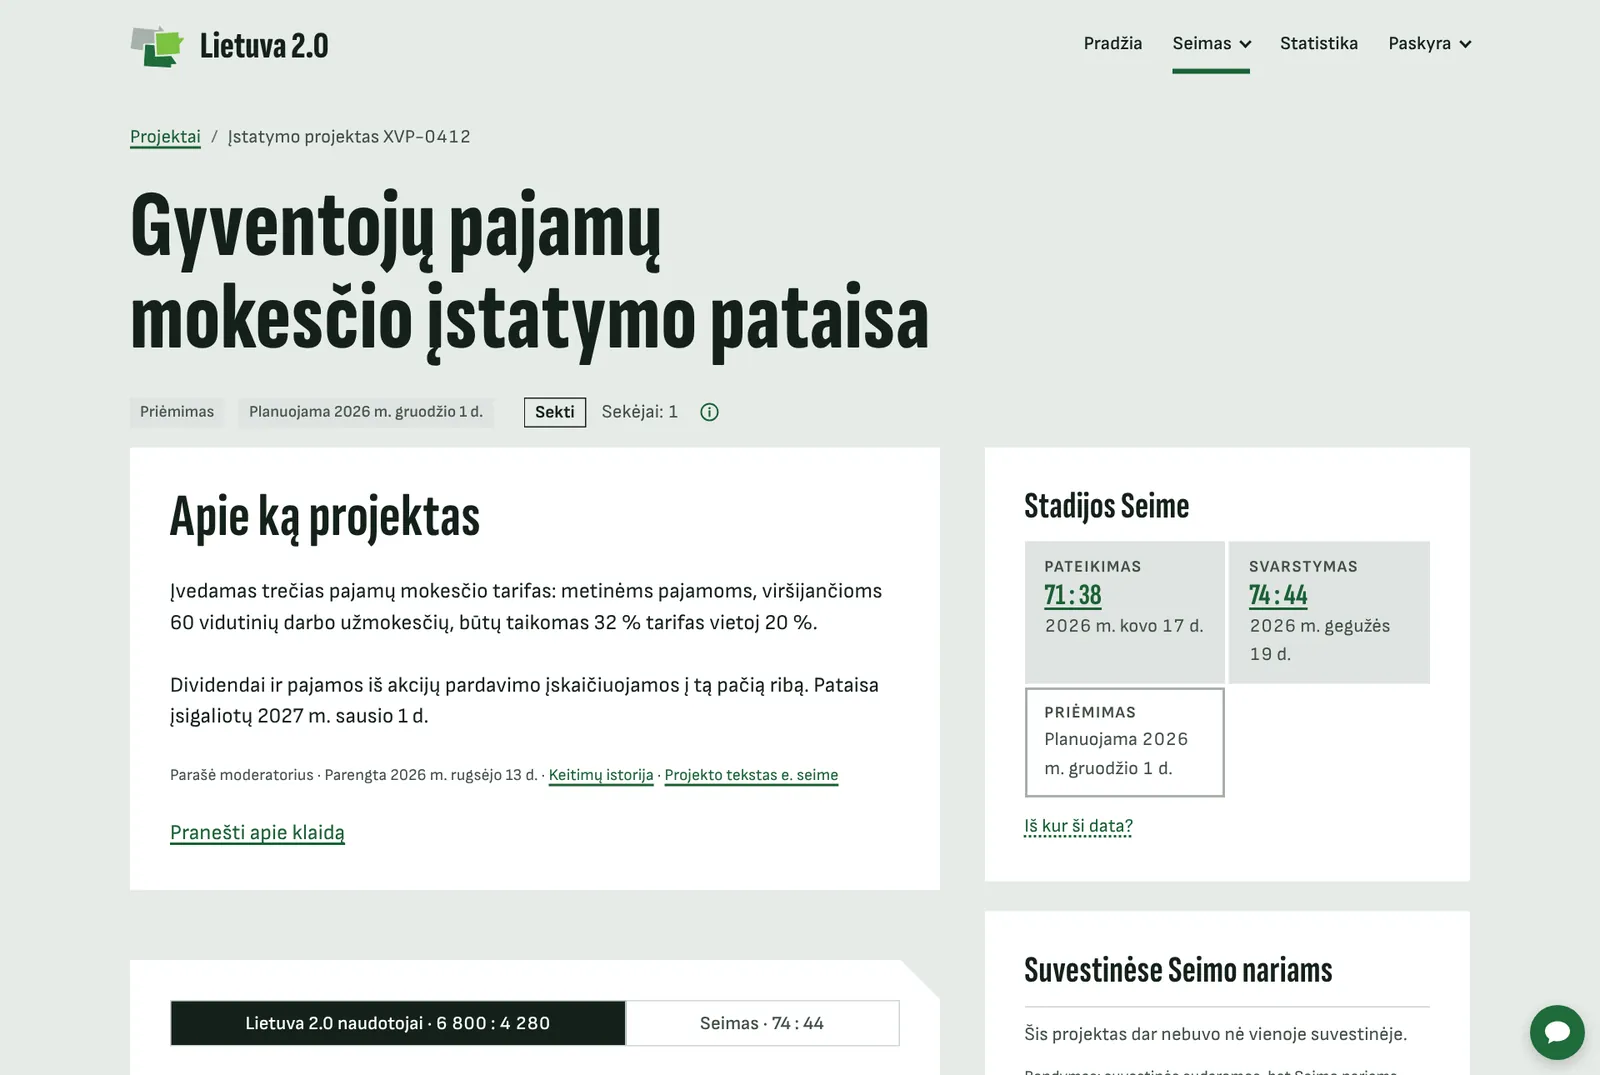 Lietuva 2.0
Pradžia
Seimas
Statistika
Paskyra
Projektai / Įstatymo projektas XVP-0412
Gyventojų pajamų
mokesčio įstatymo pataisa
Priėmimas
Planuojama 2026 m. gruodžio 1 d.
Sekti
Sekėjai: 1
Apie ką projektas
Įvedamas trečias pajamų mokesčio tarifas: metinėms pajamoms, viršijančioms
60 vidutinių darbo užmokesčių, būtų taikomas 32 % tarifas vietoj 20 %.
Dividendai ir pajamos iš akcijų pardavimo įskaičiuojamos į tą pačią ribą. Pataisa
įsigaliotų 2027 m. sausio 1 d.
Parašė moderatorius · Parengta 2026 m. rugsėjo 13 d. · Keitimų istorija · Projekto tekstas e. seime
Pranešti apie klaidą
Lietuva 2.0 naudotojai · 6 800 : 4 280
Seimas · 74 : 44
Stadijos Seime
PATEIKIMAS
71 : 38
2026 m. kovo 17 d.
SVARSTYMAS
74 : 44
2026 m. gegužės
19 d.
PRIĖMIMAS
Planuojama 2026
m. gruodžio 1 d.
Iš kur ši data?
Suvestinėse Seimo nariams
Šis projektas dar nebuvo nė vienoje suvestinėje.